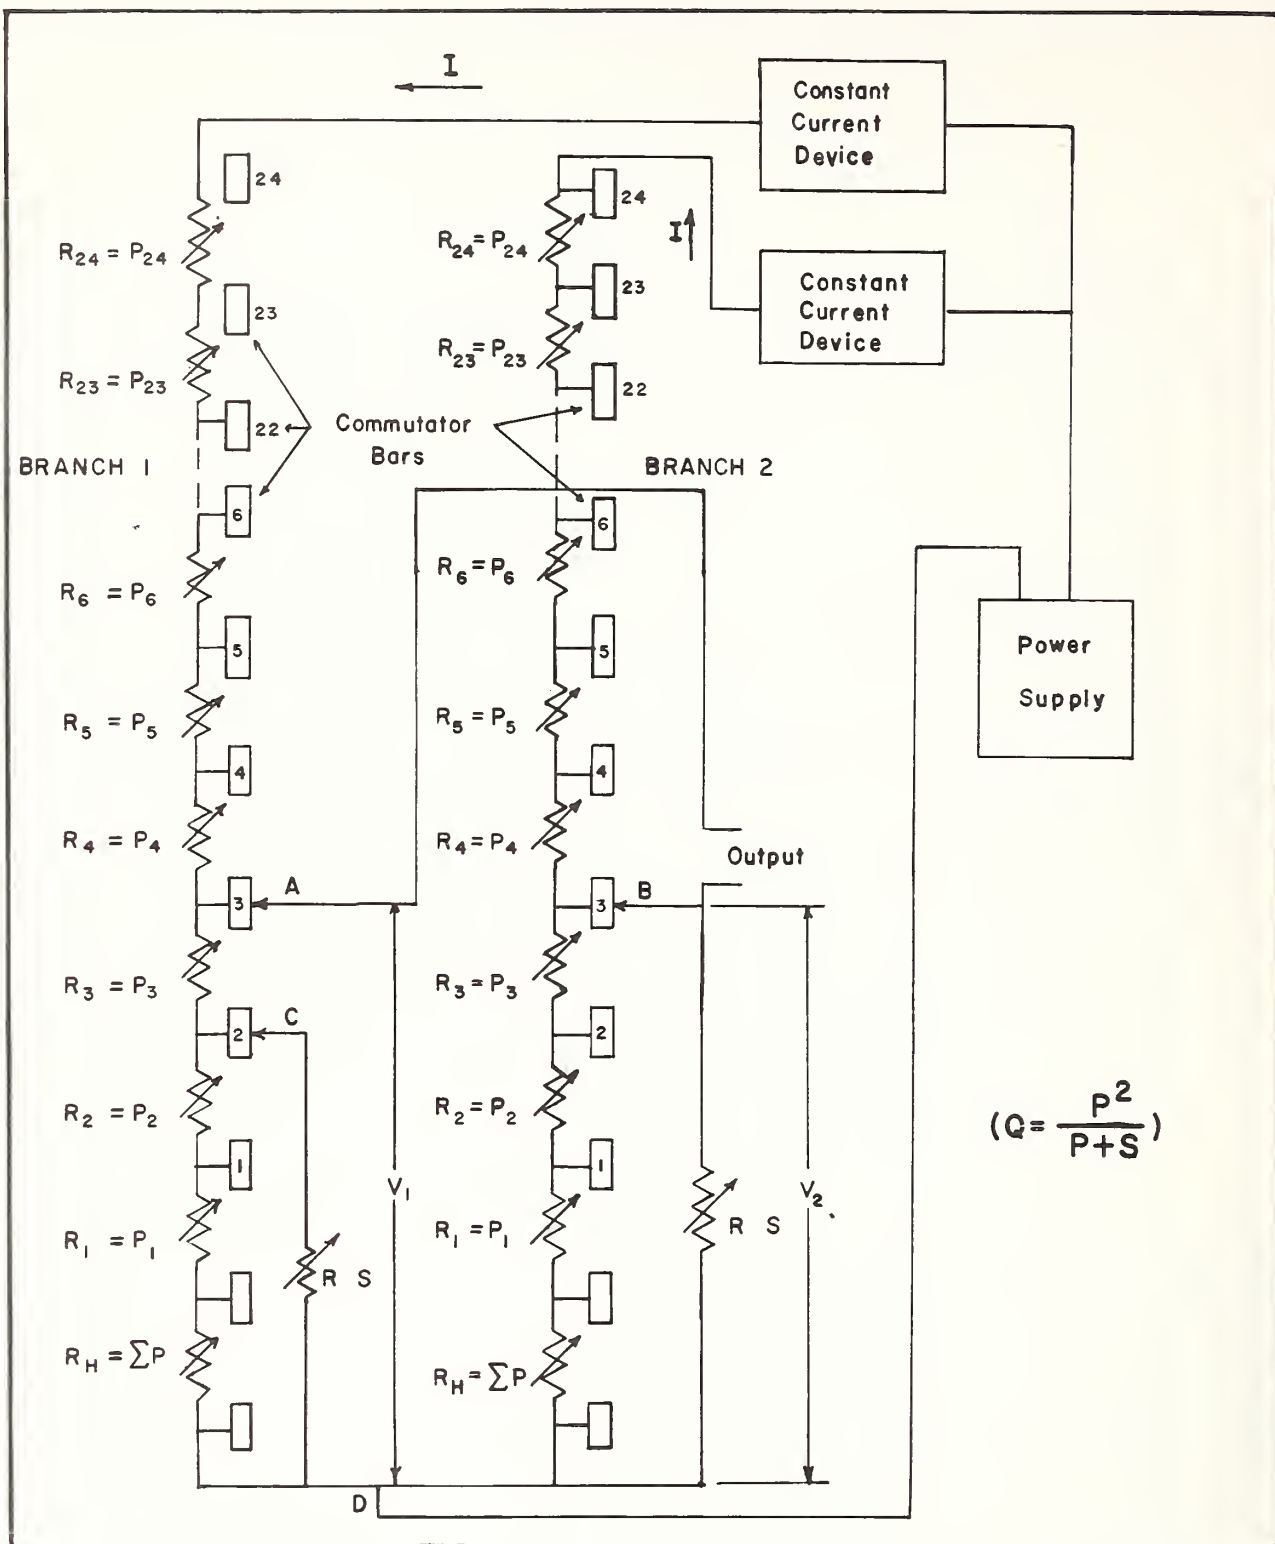 I
Constant
Current
Device
24
24
R24 = P24
R24 = P24
I
23
23
Constant
Current
Device
R23 = P23
R23 = P23
22
22
Commutator
Bars
BRANCH 1
BRANCH 2
6
6
R6 = P6
R6 = P6
5
5
Power
Supply
R5 = P5
R5 = P5
4
4
R4 = P4
R4 = P4
Output
3
A
3
B
R3 = P3
R3 = P3
2
C
2
R2 = P2
R2 = P2
(Q = P²/P+S)
1
1
V1
V2
R1 = P1
R S
R1 = P1
R S
RH = ΣP
RH = ΣP
D